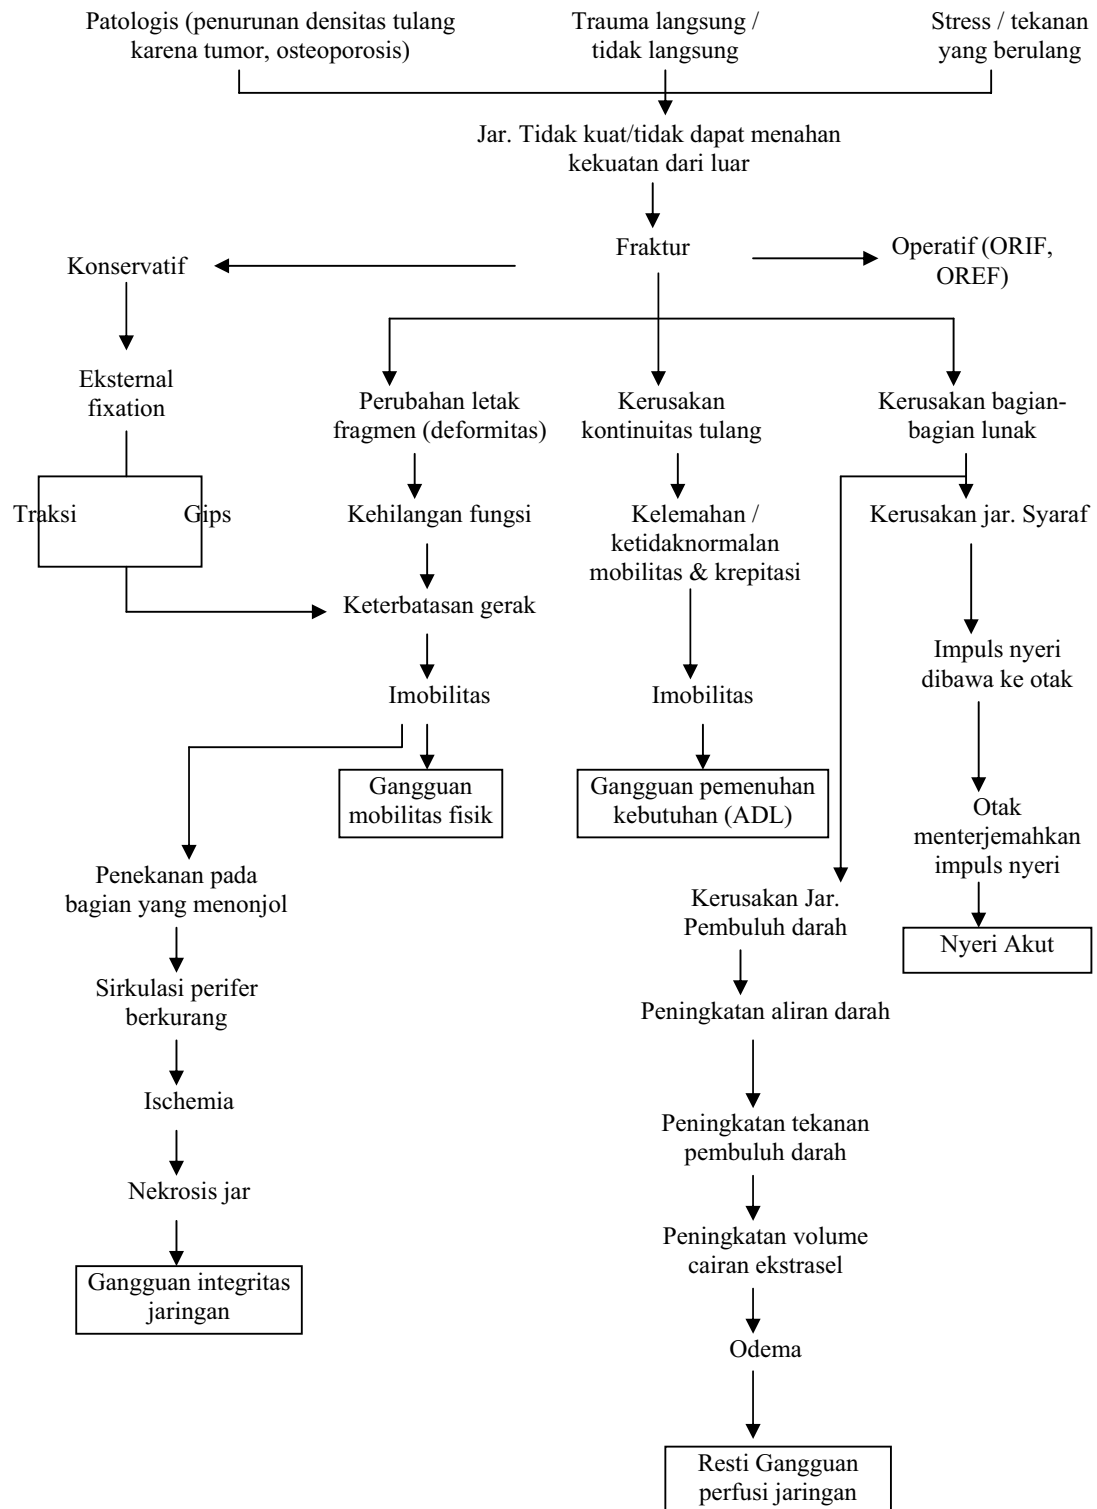 Patologis (penurunan densitas tulang
karena tumor, osteoporosis)
Trauma langsung /
tidak langsung
Stress / tekanan
yang berulang
Jar. Tidak kuat/tidak dapat menahan
kekuatan dari luar
Fraktur
Operatif (ORIF,
OREF)
Konservatif
Eksternal
fixation
Perubahan letak
fragmen (deformitas)
Kerusakan
kontinuitas tulang
Kerusakan bagian-
bagian lunak
Traksi
Gips
Kehilangan fungsi
Kelemahan /
ketidaknormalan
mobilitas & krepitasi
Kerusakan jar. Syaraf
Keterbatasan gerak
Impuls nyeri
dibawa ke otak
Imobilitas
Imobilitas
Gangguan
mobilitas fisik
Gangguan pemenuhan
kebutuhan (ADL)
Otak
menterjemahkan
impuls nyeri
Penekanan pada
bagian yang menonjol
Kerusakan Jar.
Pembuluh darah
Nyeri Akut
Sirkulasi perifer
berkurang
Peningkatan aliran darah
Ischemia
Peningkatan tekanan
pembuluh darah
Nekrosis jar
Peningkatan volume
cairan ekstrasel
Gangguan integritas
jaringan
Odema
Resti Gangguan
perfusi jaringan